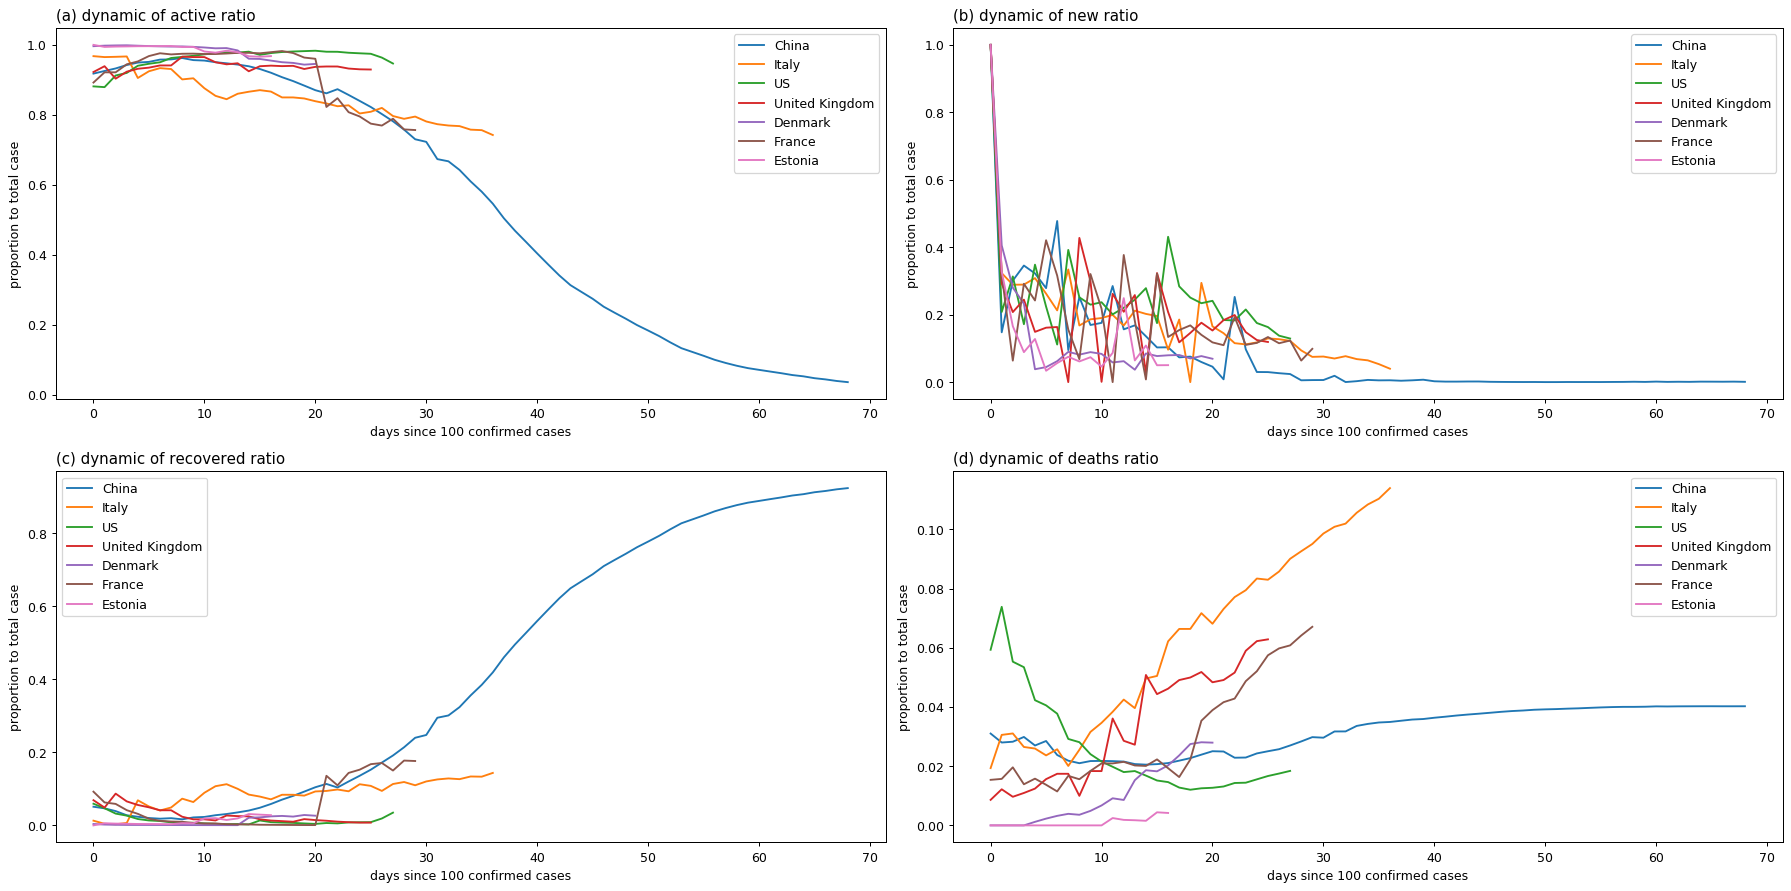 (a) dynamic of active ratio
proportion to total case
1.0
0.8
0.6
0.4
0.2
0.0
China
Italy
US
United Kingdom
Denmark
France
Estonia
0 10 20 30 40 50 60 70
days since 100 confirmed cases
(b) dynamic of new ratio
proportion to total case
1.0
0.8
0.6
0.4
0.2
0.0
China
Italy
US
United Kingdom
Denmark
France
Estonia
0 10 20 30 40 50 60 70
days since 100 confirmed cases
(c) dynamic of recovered ratio
proportion to total case
0.8
0.6
0.4
0.2
0.0
China
Italy
US
United Kingdom
Denmark
France
Estonia
0 10 20 30 40 50 60 70
days since 100 confirmed cases
(d) dynamic of deaths ratio
proportion to total case
0.10
0.08
0.06
0.04
0.02
0.00
China
Italy
US
United Kingdom
Denmark
France
Estonia
0 10 20 30 40 50 60 70
days since 100 confirmed cases